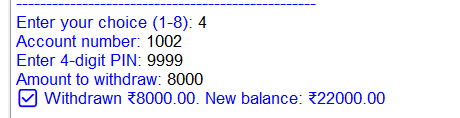 --------------------------------------------------
Enter your choice (1-8): 4
Account number: 1002
Enter 4-digit PIN: 9999
Amount to withdraw: 8000
☑ Withdrawn ₹8000.00. New balance: ₹22000.00